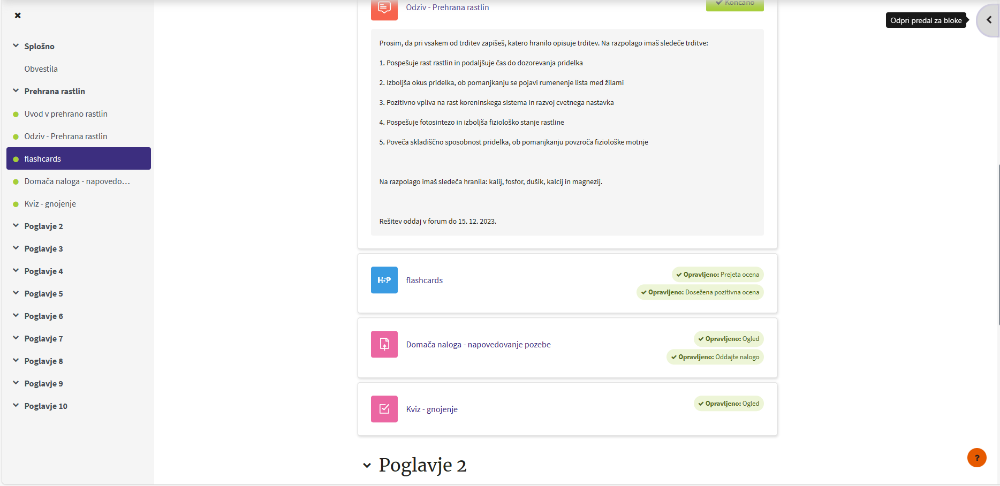 Splošno
Obvestila
Prehrana rastlin
Uvod v prehrano rastlin
Odziv - Prehrana rastlin
flashcards
Domača naloga - napovedo...
Kviz - gnojenje
Poglavje 2
Poglavje 3
Poglavje 4
Poglavje 5
Poglavje 6
Poglavje 7
Poglavje 8
Poglavje 9
Poglavje 10
Odziv - Prehrana rastlin
Končano
Prosim, da pri vsakem od trditev zapišeš, katero hranilo opisuje trditev. Na razpolago imaš sledeče trditve:
1. Pospešuje rast rastlin in podaljšuje čas do dozorevanja pridelka
2. Izboljša okus pridelka, ob pomanjkanju se pojavi rumenenje lista med žilami
3. Pozitivno vpliva na rast koreninskega sistema in razvoj cvetnega nastavka
4. Pospešuje fotosintezo in izboljša fiziološko stanje rastline
5. Poveča skladiščno sposobnost pridelka, ob pomanjkanju povzroča fiziološke motnje
Na razpolago imaš sledeča hranila: kalij, fosfor, dušik, kalcij in magnezij.
Rešitev oddaj v forum do 15. 12. 2023.
H5P
flashcards
Opravljeno: Prejeta ocena
Opravljeno: Dosežena pozitivna ocena
Domača naloga - napovedovanje pozebe
Opravljeno: Ogled
Opravljeno: Oddajte nalogo
Kviz - gnojenje
Opravljeno: Ogled
Poglavje 2
Odpri predal za bloke
?